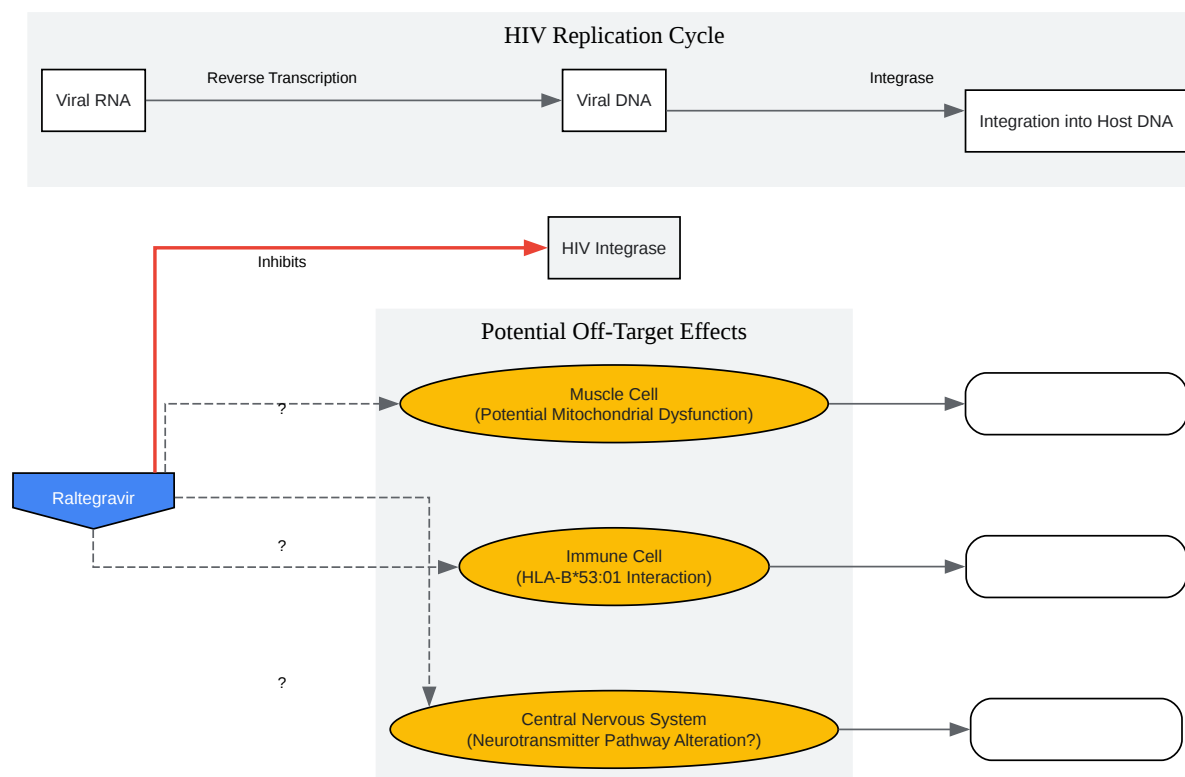 HIV Replication Cycle
Reverse Transcription
Integrase
Viral RNA
Viral DNA
Integration into Host DNA
HIV Integrase
Inhibits
Potential Off-Target Effects
Muscle Cell
(Potential Mitochondrial Dysfunction)
?
Raltegravir
?
Immune Cell
(HLA-B*53:01 Interaction)
?
Central Nervous System
(Neurotransmitter Pathway Alteration?)